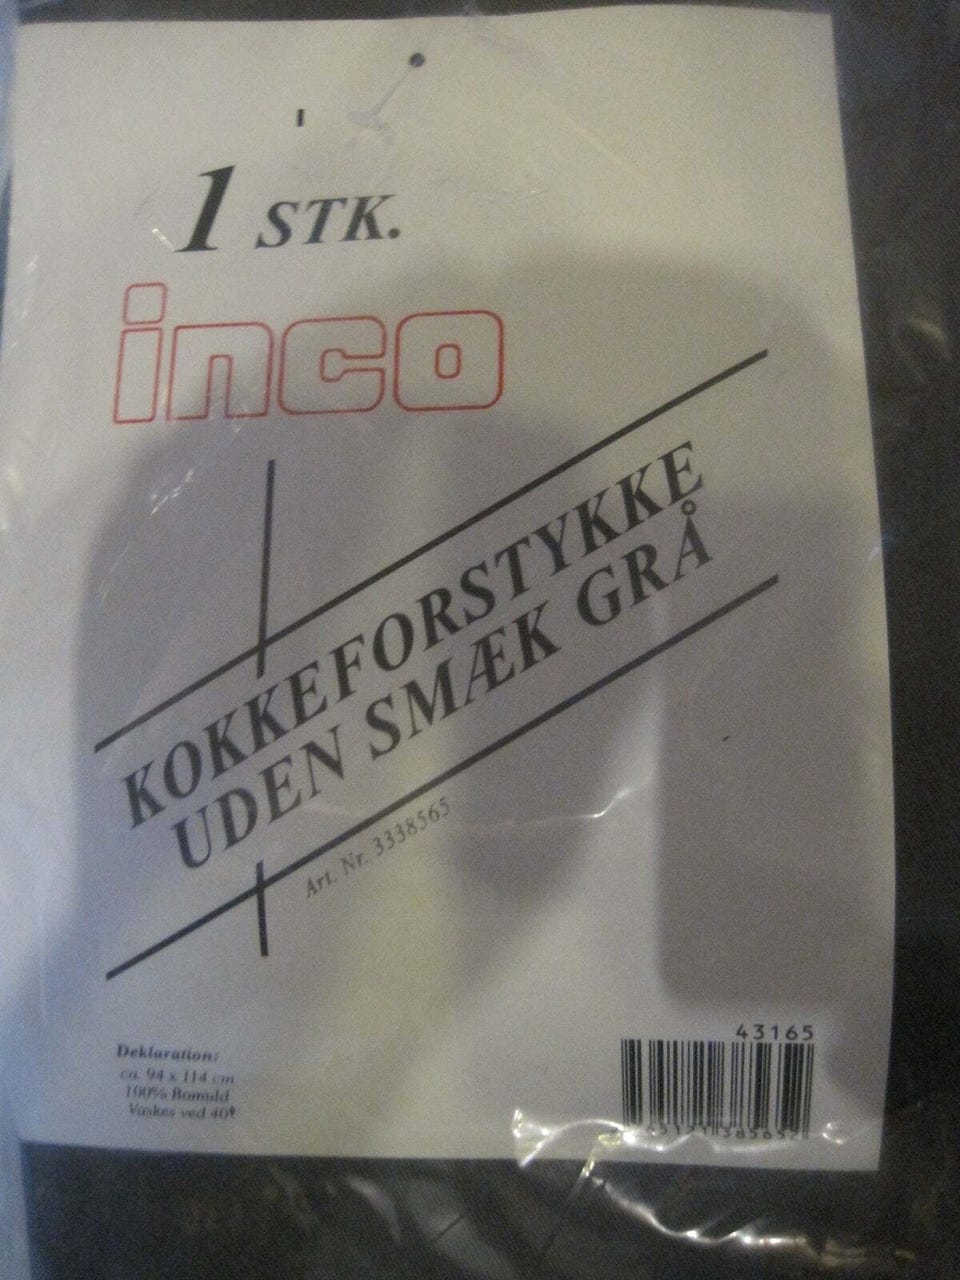 1 STK.
inco
KOKKEFORSTYKKE
UDEN SMÆK GRÅ
Art. Nr. 3338565
43165
Deklaration:
ca. 94 x 114 cm
100% Bomuld
Vaskes ved 40°